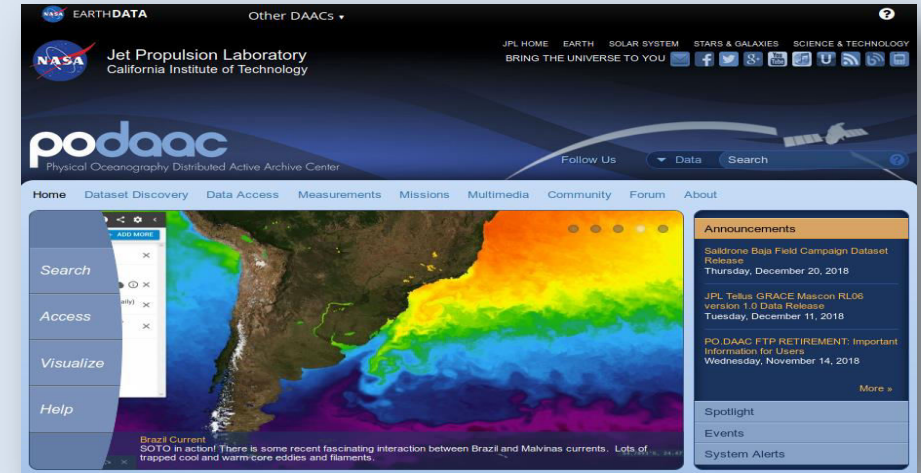 NASA EARTHDATA Other DAACs ?
NASA Jet Propulsion Laboratory
California Institute of Technology
JPL HOME EARTH SOLAR SYSTEM STARS & GALAXIES SCIENCE & TECHNOLOGY
BRING THE UNIVERSE TO YOU
podaac
Physical Oceanography Distributed Active Archive Center
Follow Us Data Search ?
Home Dataset Discovery Data Access Measurements Missions Multimedia Community Forum About
ADD MORE
Search
Access
Visualize
Help
Brazil Current
SOTO in action! There is some recent fascinating interaction between Brazil and Malvinas currents. Lots of
trapped cool and warm core eddies and filaments.
Announcements
Saildrone Baja Field Campaign Dataset
Release
Thursday, December 20, 2018
JPL Tellus GRACE Mascon RL06
version 1.0 Data Release
Tuesday, December 11, 2018
PO.DAAC FTP RETIREMENT: Important
Information for Users
Wednesday, November 14, 2018
More »
Spotlight
Events
System Alerts